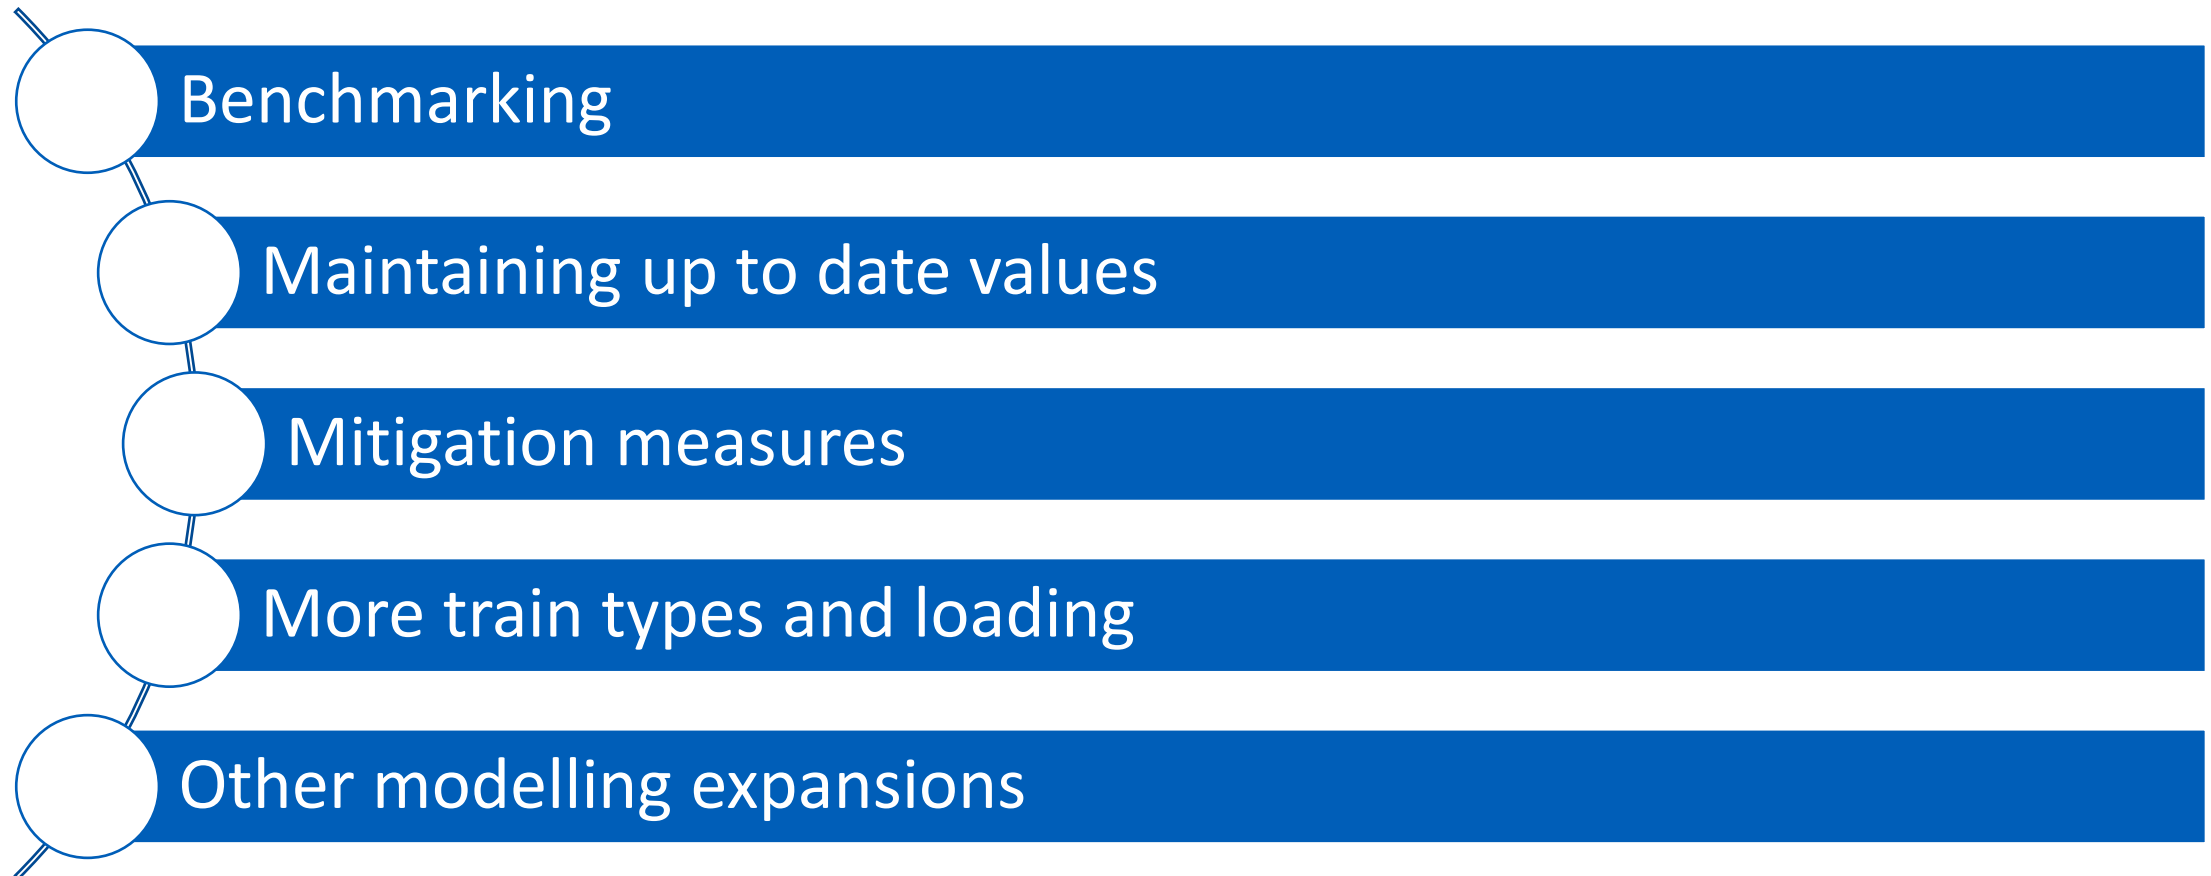 Benchmarking
Maintaining up to date values
Mitigation measures
More train types and loading
Other modelling expansions